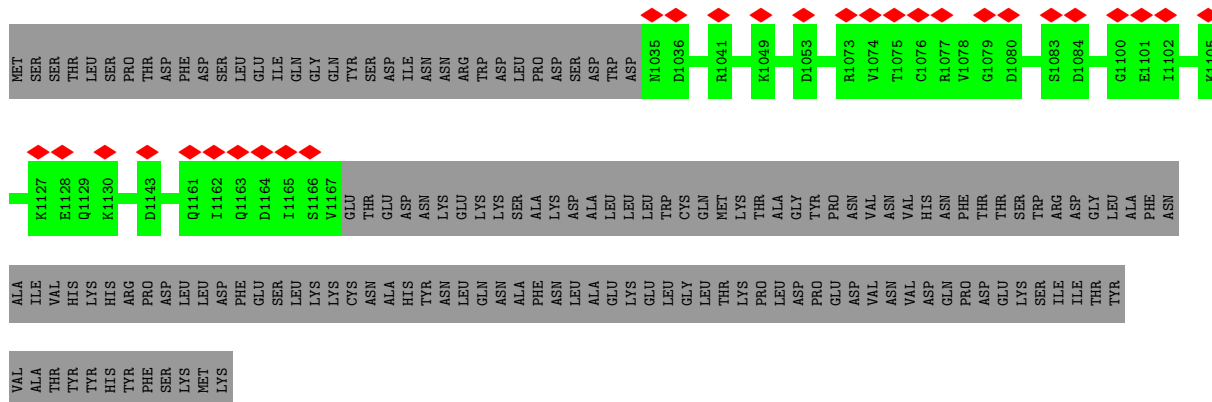 MET SER SER THR LEU SER PRO THR ASP PHE ASP SER LEU GLU ILE GLN GLY GLN TYR SER ASP ILE ASN ASN ARG TRP ASP LEU PRO ASP SER ASP TRP ASP N1035 D1036 R1041 K1049 D1053 R1073 V1074 T1075 C1076 R1077 V1078 G1079 D1080 S1083 D1084 G1100 E1101 I1102 K1105
K1127 E1128 Q1129 K1130 D1143 Q1161 I1162 Q1163 D1164 I1165 S1166 V1167 GLU THR GLU ASP ASN LYS GLU LYS LYS SER ALA LYS ASP ALA LEU LEU LEU TRP CYS GLN MET LYS THR ALA GLY TYR PRO ASN VAL ASN VAL HIS ASN PHE THR THR SER TRP ARG ASP GLY LEU ALA PHE ASN
ALA ILE VAL HIS LYS HIS ARG PRO ASP LEU LEU ASP PHE GLU SER LEU LYS LYS CYS ASN ALA HIS TYR ASN LEU GLN ASN ALA PHE ASN LEU ALA GLU LYS GLU LEU GLY LEU THR LYS PRO LEU ASP PRO GLU ASP VAL ASN VAL ASP GLN PRO ASP GLU LYS SER ILE ILE THR TYR
VAL ALA THR TYR TYR HIS TYR PHE SER LYS MET LYS